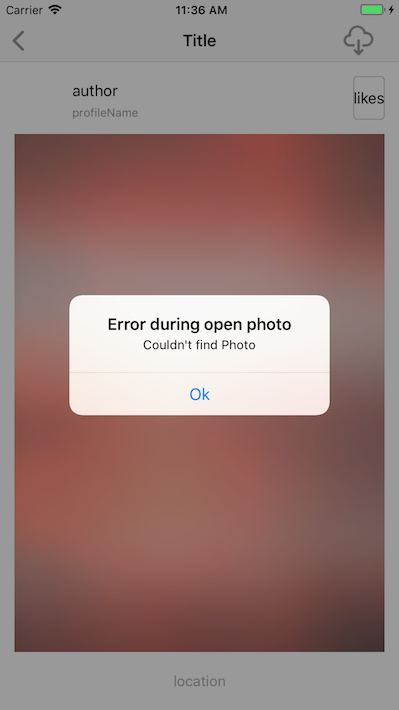 Carrier 11:36 AM
Title
author
likes
profileName
Error during open photo
Couldn't find Photo
Ok
location